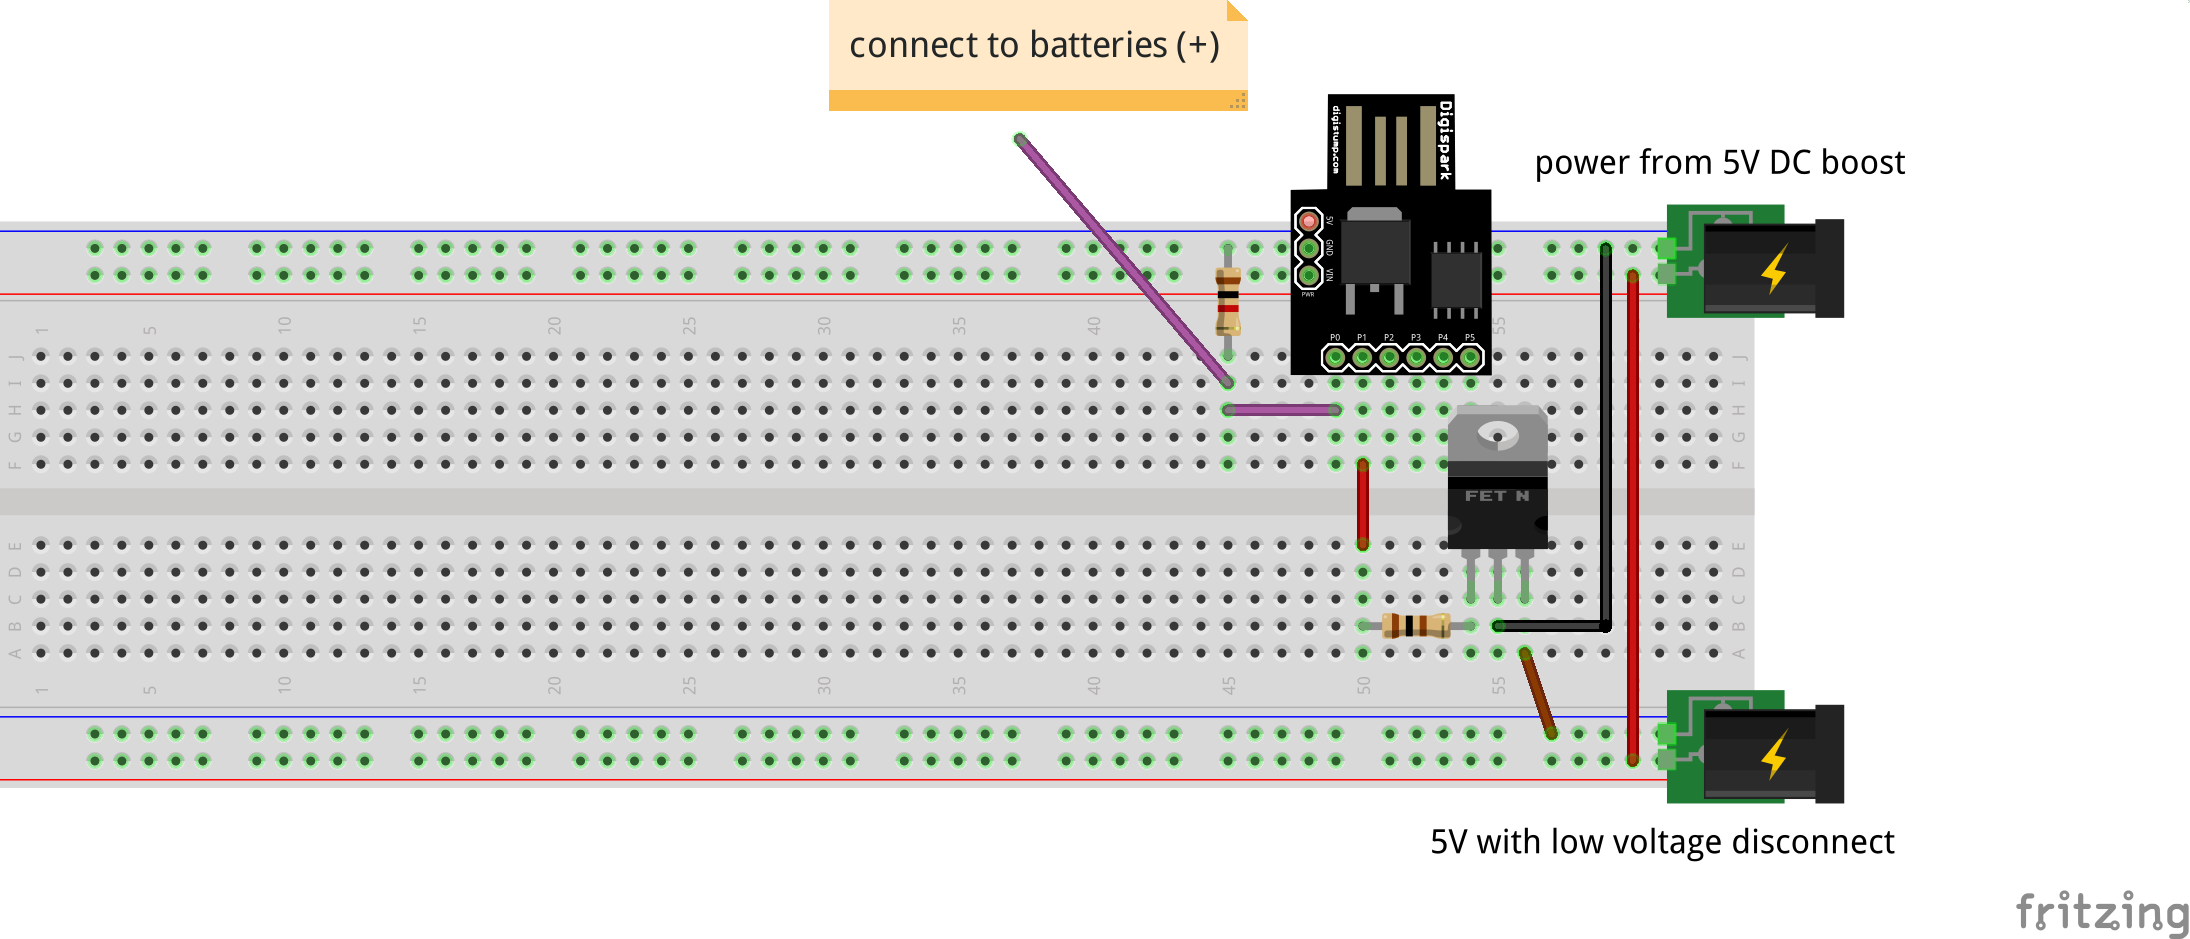 connect to batteries (+)
Digispark
digistump.com
power from 5V DC boost
5V
GND
VIN
PWR
1 5 10 15 20 25 30 35 40 55
P0 P1 P2 P3 P4 P5
J J
I I
H H
G G
F F
FET N
E E
D D
C C
B B
A A
1 5 10 15 20 25 30 35 40 45 50 55
5V with low voltage disconnect
fritzing